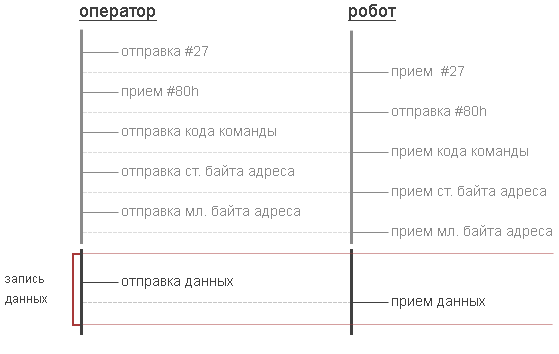 оператор робот
отправка #27
прием #27
прием #80h
отправка #80h
отправка кода команды
прием кода команды
отправка ст. байта адреса
прием ст. байта адреса
отправка мл. байта адреса
прием мл. байта адреса
запись
данных
отправка данных
прием данных